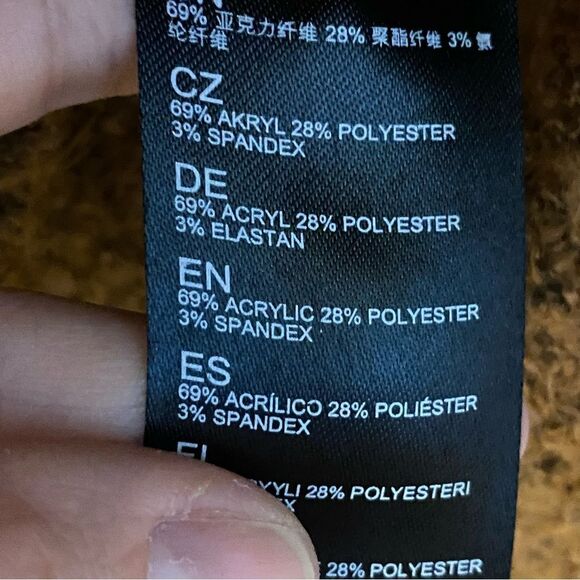 69% 亚克力纤维 28% 聚酯纤维 3% 氨
纶纤维
CZ
69% AKRYL 28% POLYESTER
3% SPANDEX
DE
69% ACRYL 28% POLYESTER
3% ELASTAN
EN
69% ACRYLIC 28% POLYESTER
3% SPANDEX
ES
69% ACRÍLICO 28% POLIÉSTER
3% SPANDEX
28% POLYESTERI
28% POLYESTER